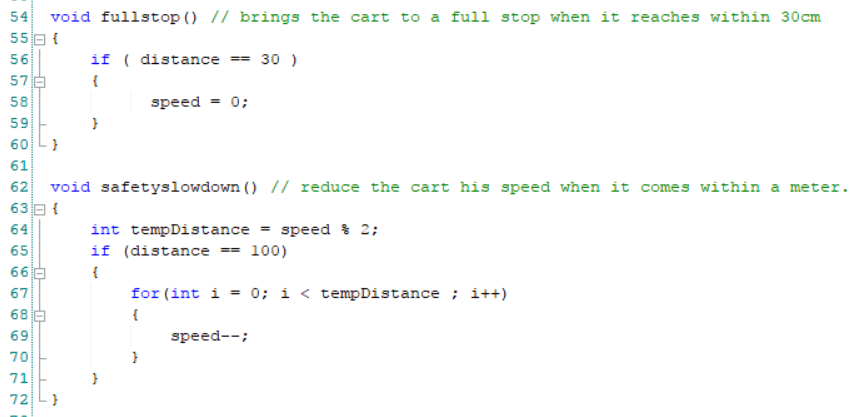 54 void fullstop() // brings the cart to a full stop when it reaches within 30cm
55 {
56 if ( distance == 30 )
57 {
58 speed = 0;
59 }
60 }
61
62 void safetyslowdown() // reduce the cart his speed when it comes within a meter.
63 {
64 int tempDistance = speed % 2;
65 if (distance == 100)
66 {
67 for(int i = 0; i < tempDistance ; i++)
68 {
69 speed--;
70 }
71 }
72 }